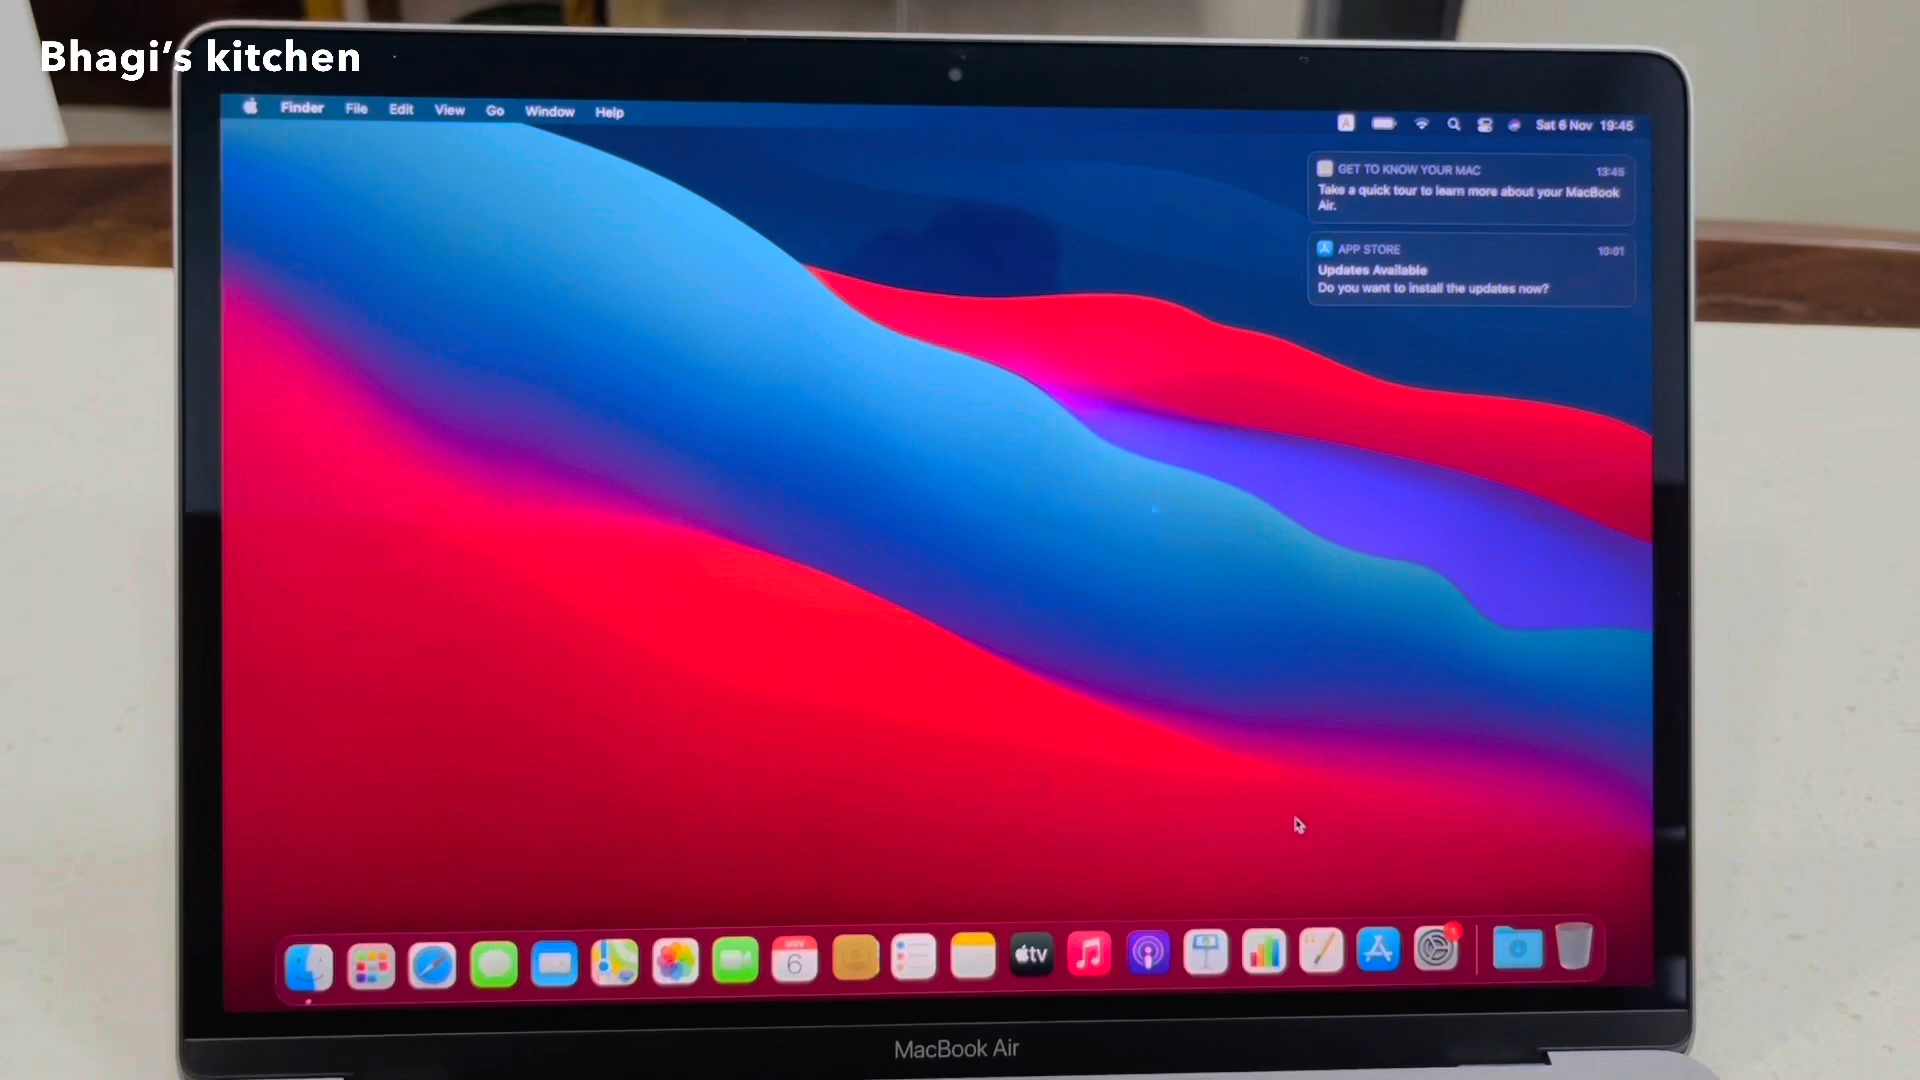 Bhagi’s kitchen
Finder File Edit View Go Window Help
A Sat 6 Nov 19:45
GET TO KNOW YOUR MAC 13:45
Take a quick tour to learn more about your MacBook
Air.
APP STORE
Updates Available
Do you want to install the updates now?
NOV
6
tv
MacBook Air